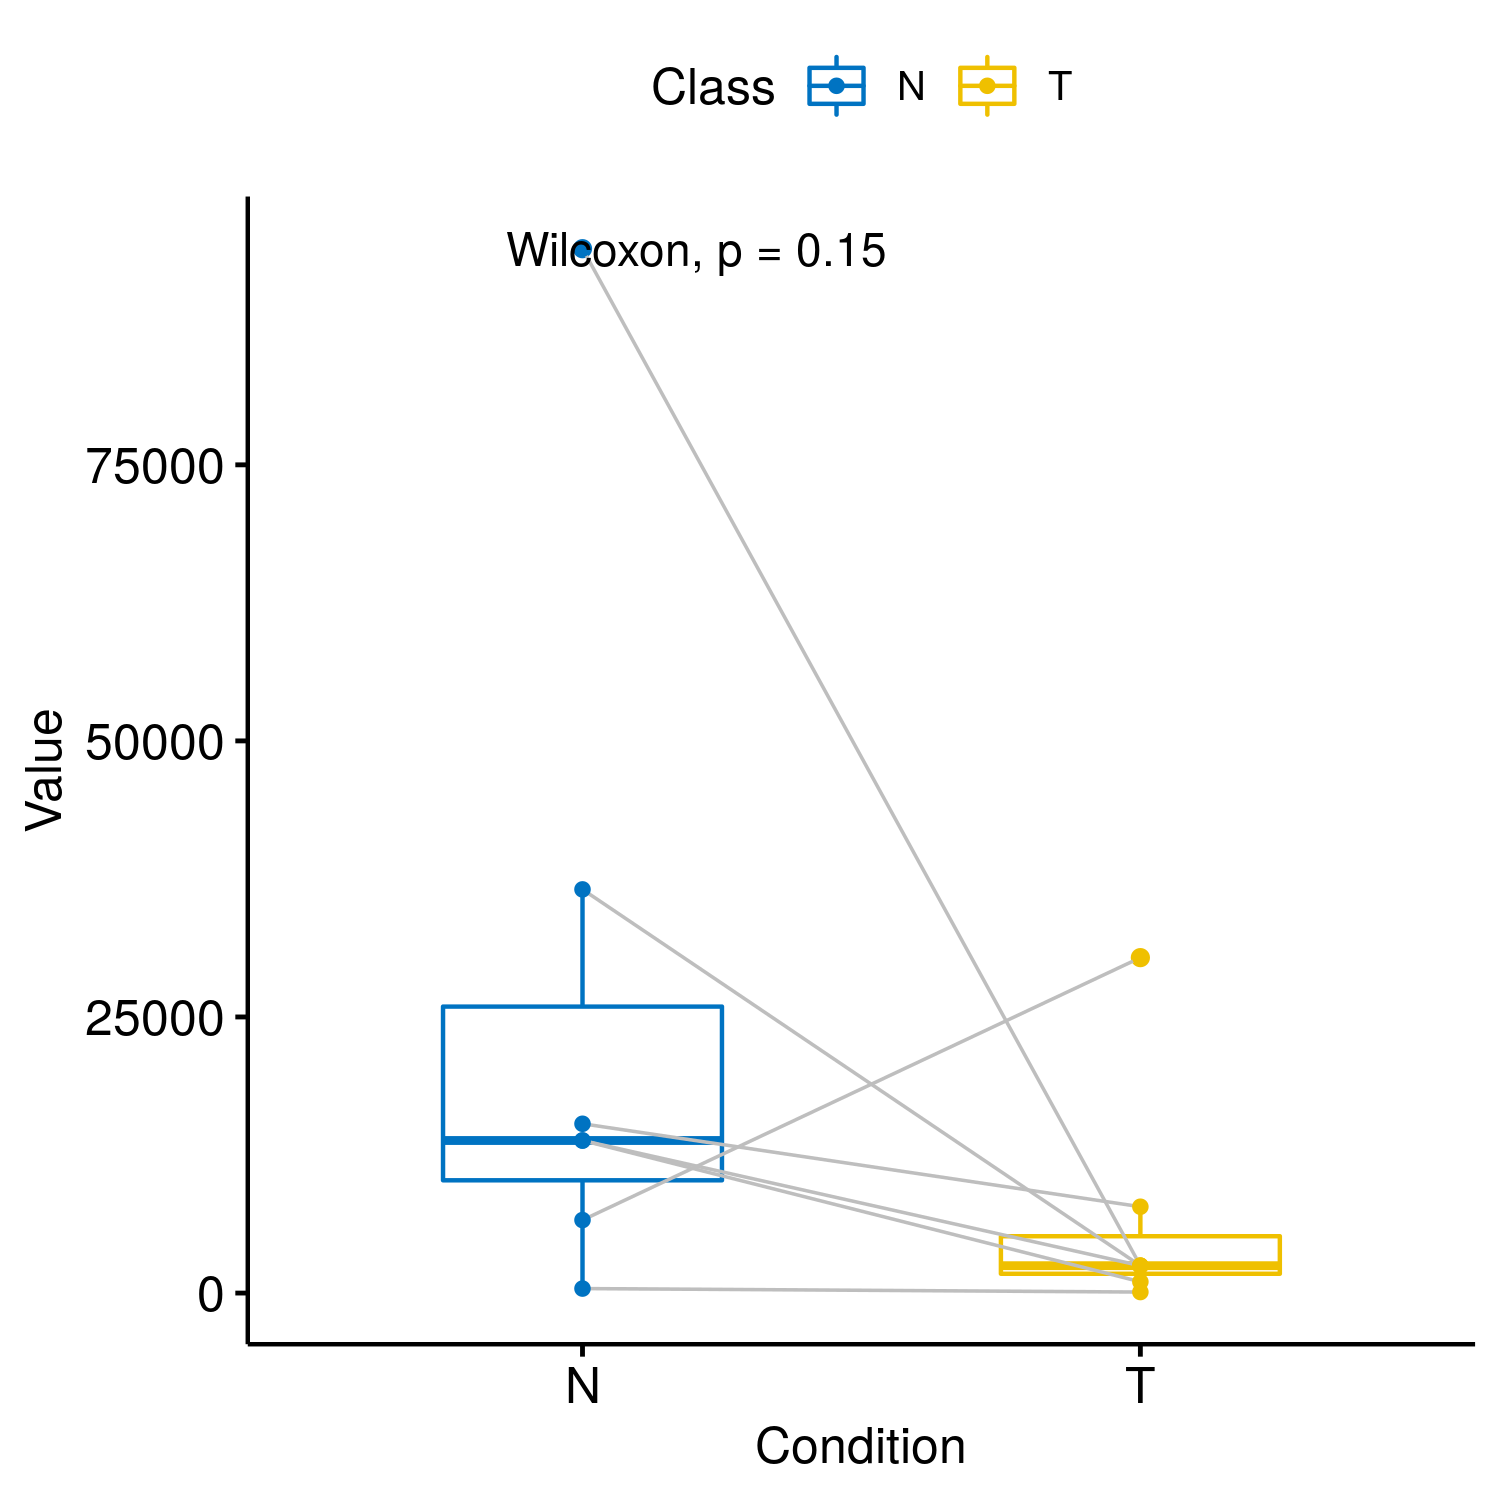 Class N T
Wilcoxon, p = 0.15
75000
50000
25000
0
Value
N T
Condition